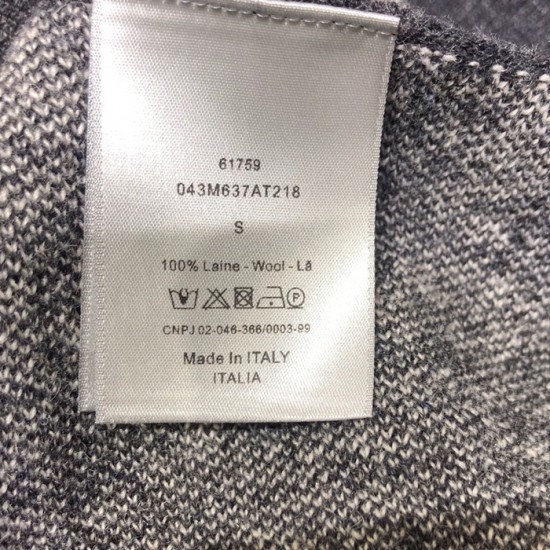 61759
043M637AT218
S
100% Laine - Wool - Lã
P
CNPJ 02-046-366/0003-99
Made In ITALY
ITALIA